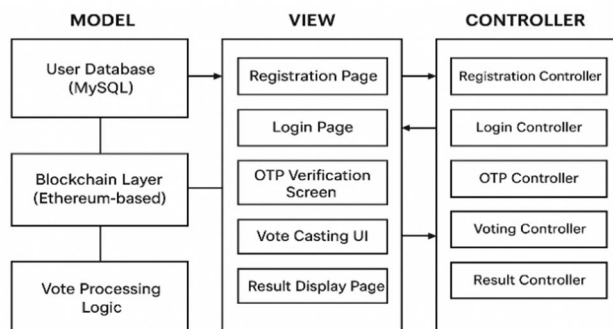 MODEL
User Database
(MySQL)
Blockchain Layer
(Ethereum-based)
Vote Processing
Logic
VIEW
Registration Page
Login Page
OTP Verification
Screen
Vote Casting UI
Result Display Page
CONTROLLER
Registration Controller
Login Controller
OTP Controller
Voting Controller
Result Controller